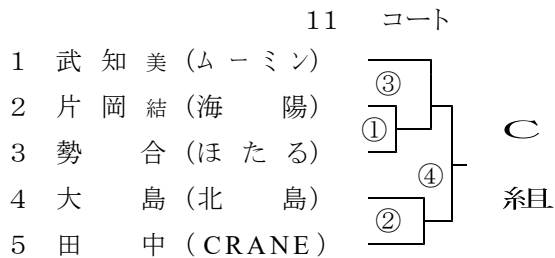 11 コート
1 武 知 美 (ムーミン)
2 片 岡 結 (海 陽)
3 勢 合 (ほたる)
4 大 島 (北 島)
5 田 中 (CRANE)
③
①
④
②
C
組